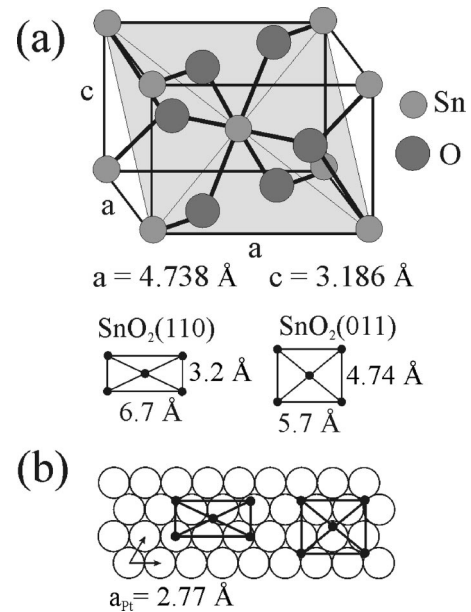 (a)
c
Sn
O
a
a
a = 4.738 Å c = 3.186 Å
SnO₂(110) SnO₂(011)
3.2 Å 4.74 Å
6.7 Å 5.7 Å
(b)
aₚₜ = 2.77 Å